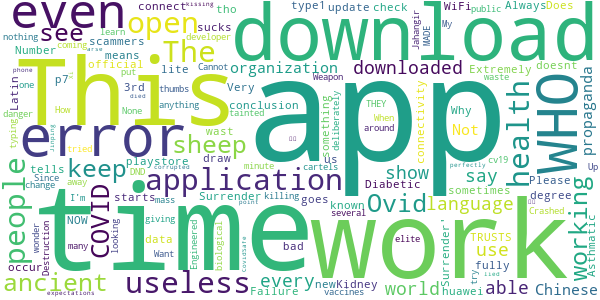 even
connect
kissing
sucks
tho
see
scammers
nothing
means
Number
official
one
p7
3rd
danger
Latin
None
typing
died
How
open
type1
update
check
WiFi
public
Always
Does
lite
connectivity
developer
learn
coming
My
Jahangir
MADE
download
The
downloaded
organization
Extremely
Very
doesnt
conclusion
tainted
Why
This
app
error
sheep
wast
playstore
us
something
deliberately
THEY
When
around
Not
WHO
propaganda
health
waste
Weapon
Cannot
people
keep
tells
Since
change
tried
DND
draw
minute
cartels
show
say
cv19
Please
Up
COVID
NOW
application
Surrender
killing
sometimes
degree
time
I'm
away
starts
mass
goes
known
Ovid
language
Diabetic
TRUSTS
use
try
lied
perfectly
working
Asthmatic
work
many
looking
data
giving
biological
several
bad
elite
Surrender.
wonder
Want
Engineered
CovidSafe
point
occur
Destruction
anything
Crashed
fully
ancient
useless
every
world
new
Kidney
vaccines
huawei
able
Chinese
expectations
Failure
thumbs
phone
corrupted